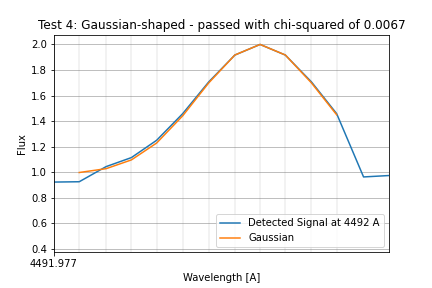 Test 4: Gaussian-shaped - passed with chi-squared of 0.0067
2.0
1.8
1.6
1.4
1.2
1.0
0.8
0.6
0.4
Flux
Detected Signal at 4492 A
Gaussian
4491.977
Wavelength [A]